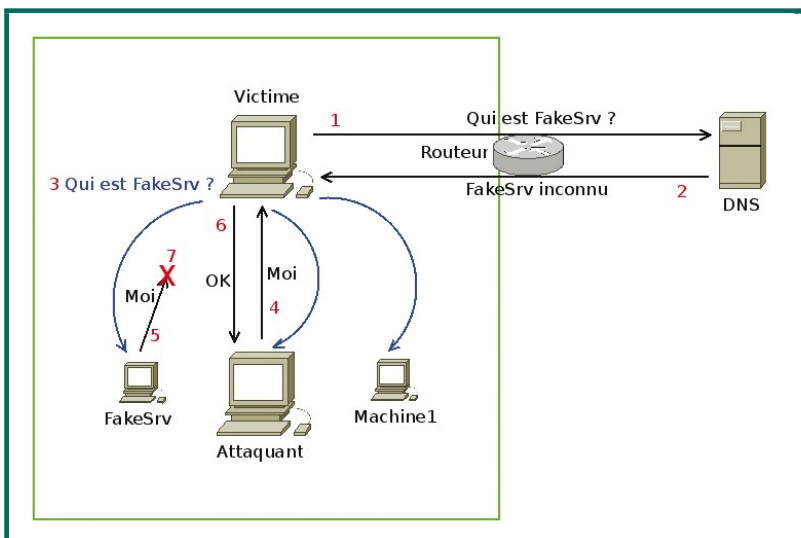 Victime
1
Qui est FakeSrv ?
Routeur
3 Qui est FakeSrv ?
FakeSrv inconnu
2
DNS
6
7
Moi
OK
Moi
4
5
FakeSrv
Attaquant
Machine1